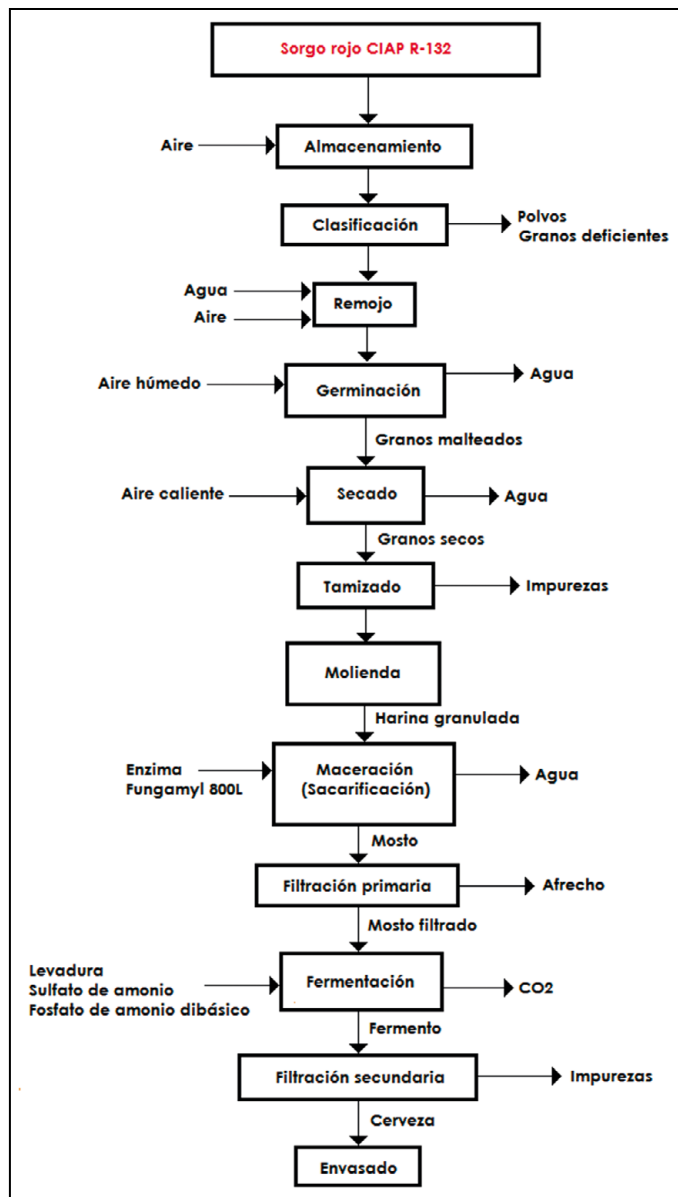 Sorgo rojo CIAP R-132
Aire
Almacenamiento
Clasificación
Polvos
Granos deficientes
Agua
Aire
Remojo
Aire húmedo
Germinación
Agua
Granos malteados
Aire caliente
Secado
Agua
Granos secos
Tamizado
Impurezas
Molienda
Harina granulada
Enzima
Fungamyl 800L
Maceración
(Sacarificación)
Agua
Mosto
Filtración primaria
Afrecho
Mosto filtrado
Levadura
Sulfato de amonio
Fosfato de amonio dibásico
Fermentación
CO2
Fermento
Filtración secundaria
Impurezas
Cerveza
Envasado